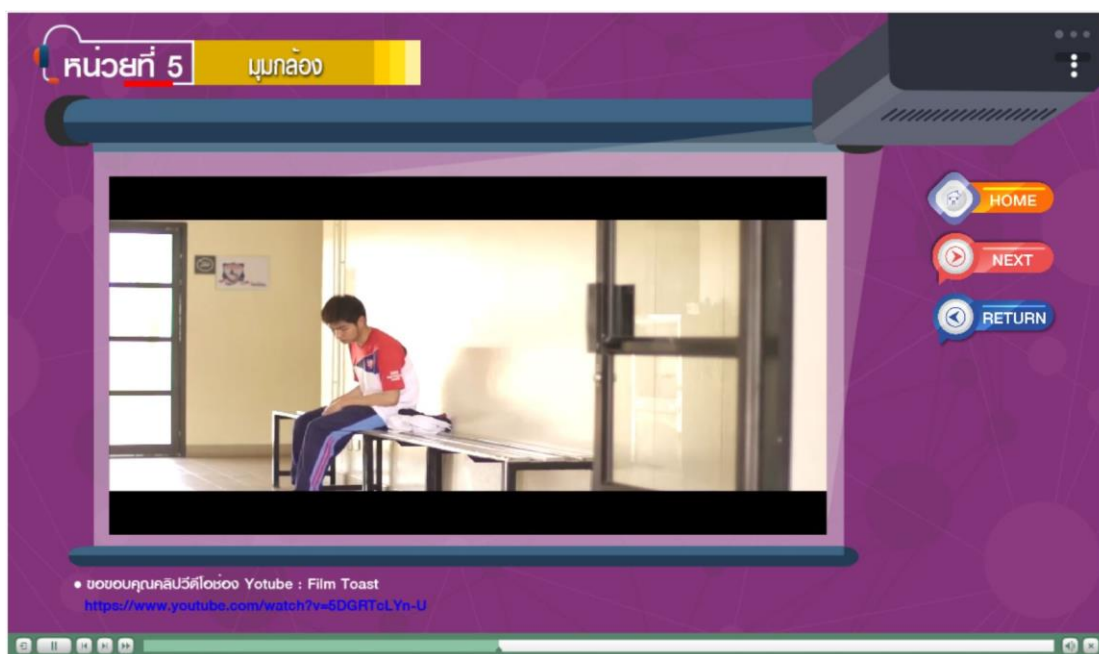 หน่วยที่ 5
มุมกล้อง
HOME
NEXT
RETURN
• ขอขอบคุณคลิปวีดีโอช่อง Yotube : Film Toast
https://www.youtube.com/watch?v=5DGRTcLYn-U